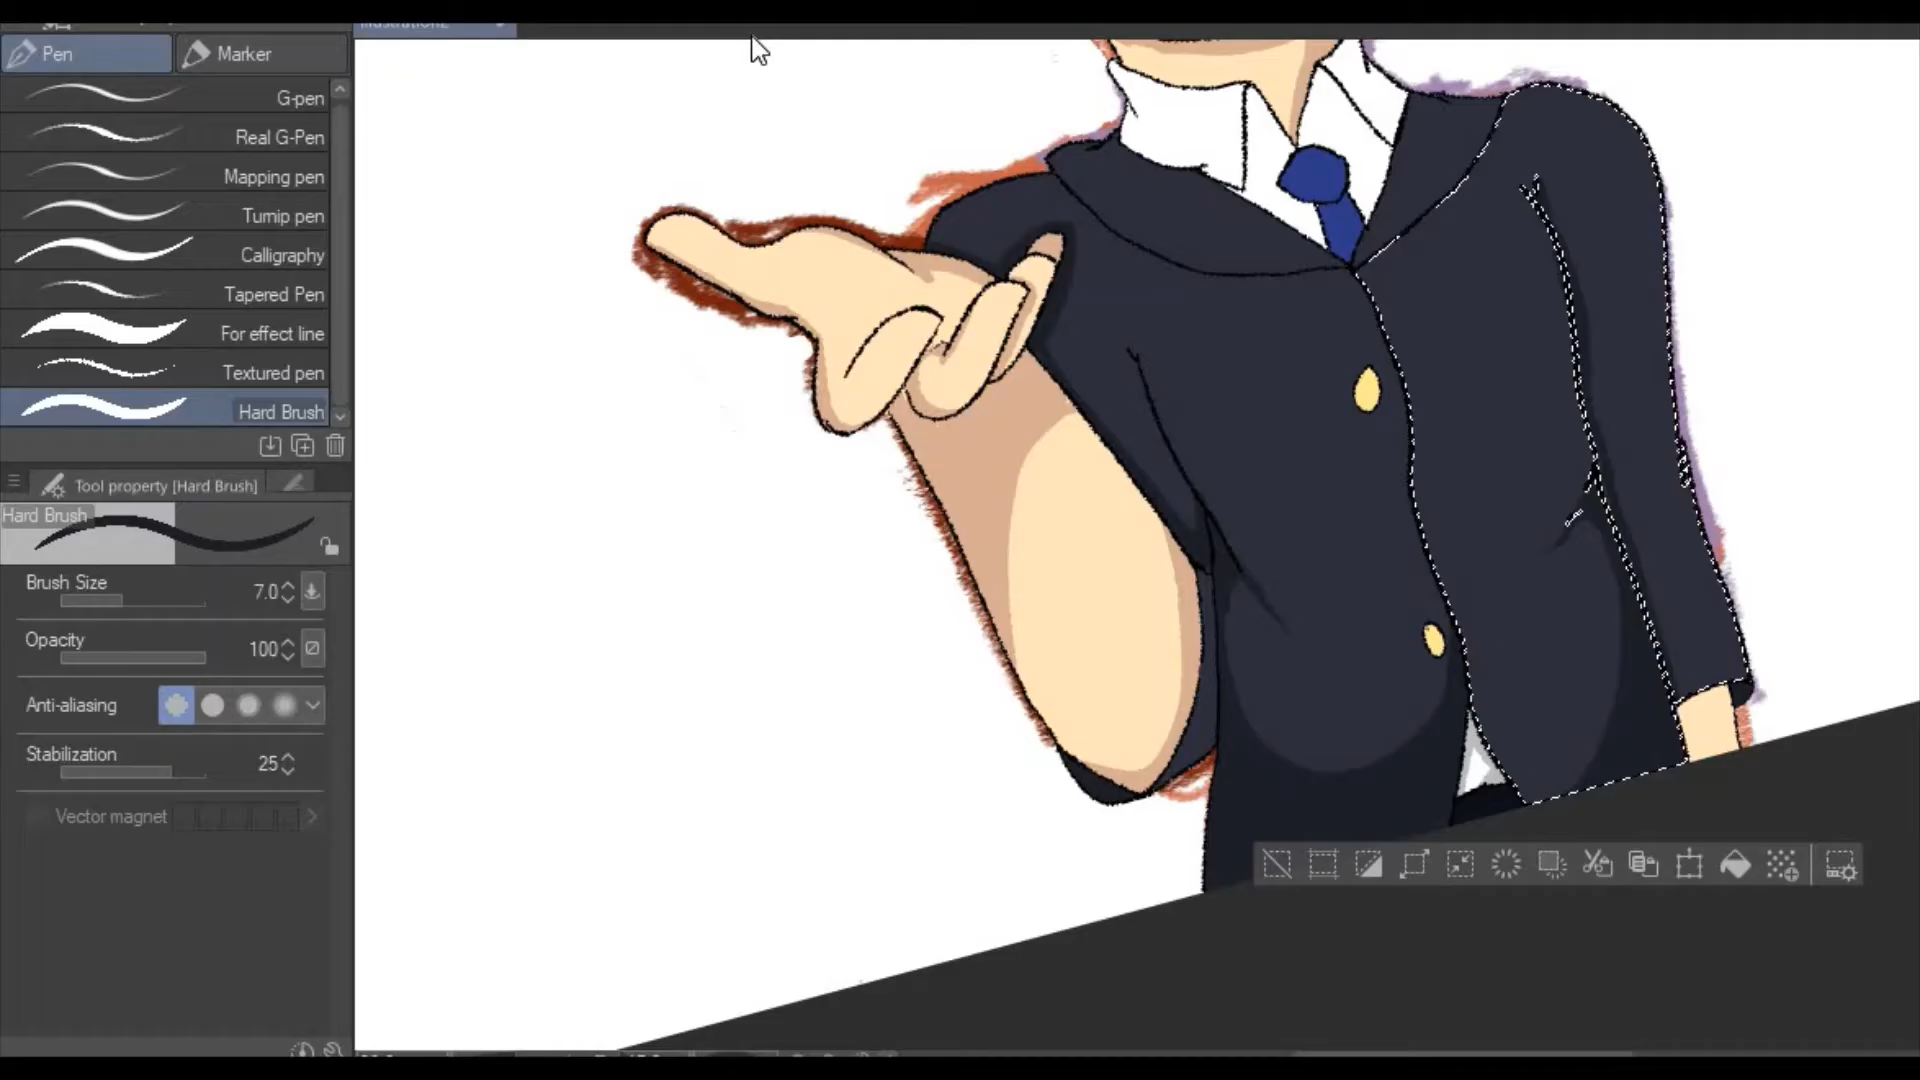 Illustration2
Pen
Marker
G-pen
Real G-Pen
Mapping pen
Turnip pen
Calligraphy
Tapered Pen
For effect line
Textured pen
Hard Brush
Tool property [Hard Brush]
Hard Brush
Brush Size 7.0
Opacity 100
Anti-aliasing
Stabilization 25
Vector magnet